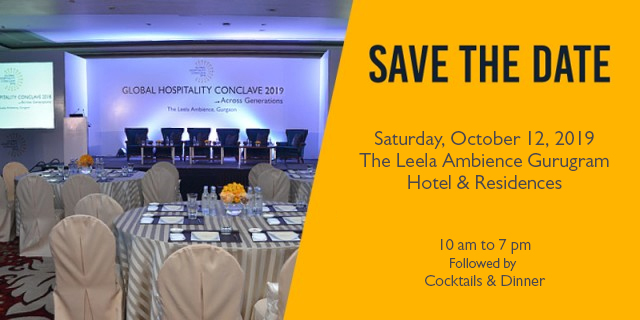 GLOBAL HOSPITALITY CONCLAVE 2019
Across Generations
The Leela Ambience, Gurgaon
SAVE THE DATE
Saturday, October 12, 2019
The Leela Ambience Gurugram
Hotel & Residences
10 am to 7 pm
Followed by
Cocktails & Dinner